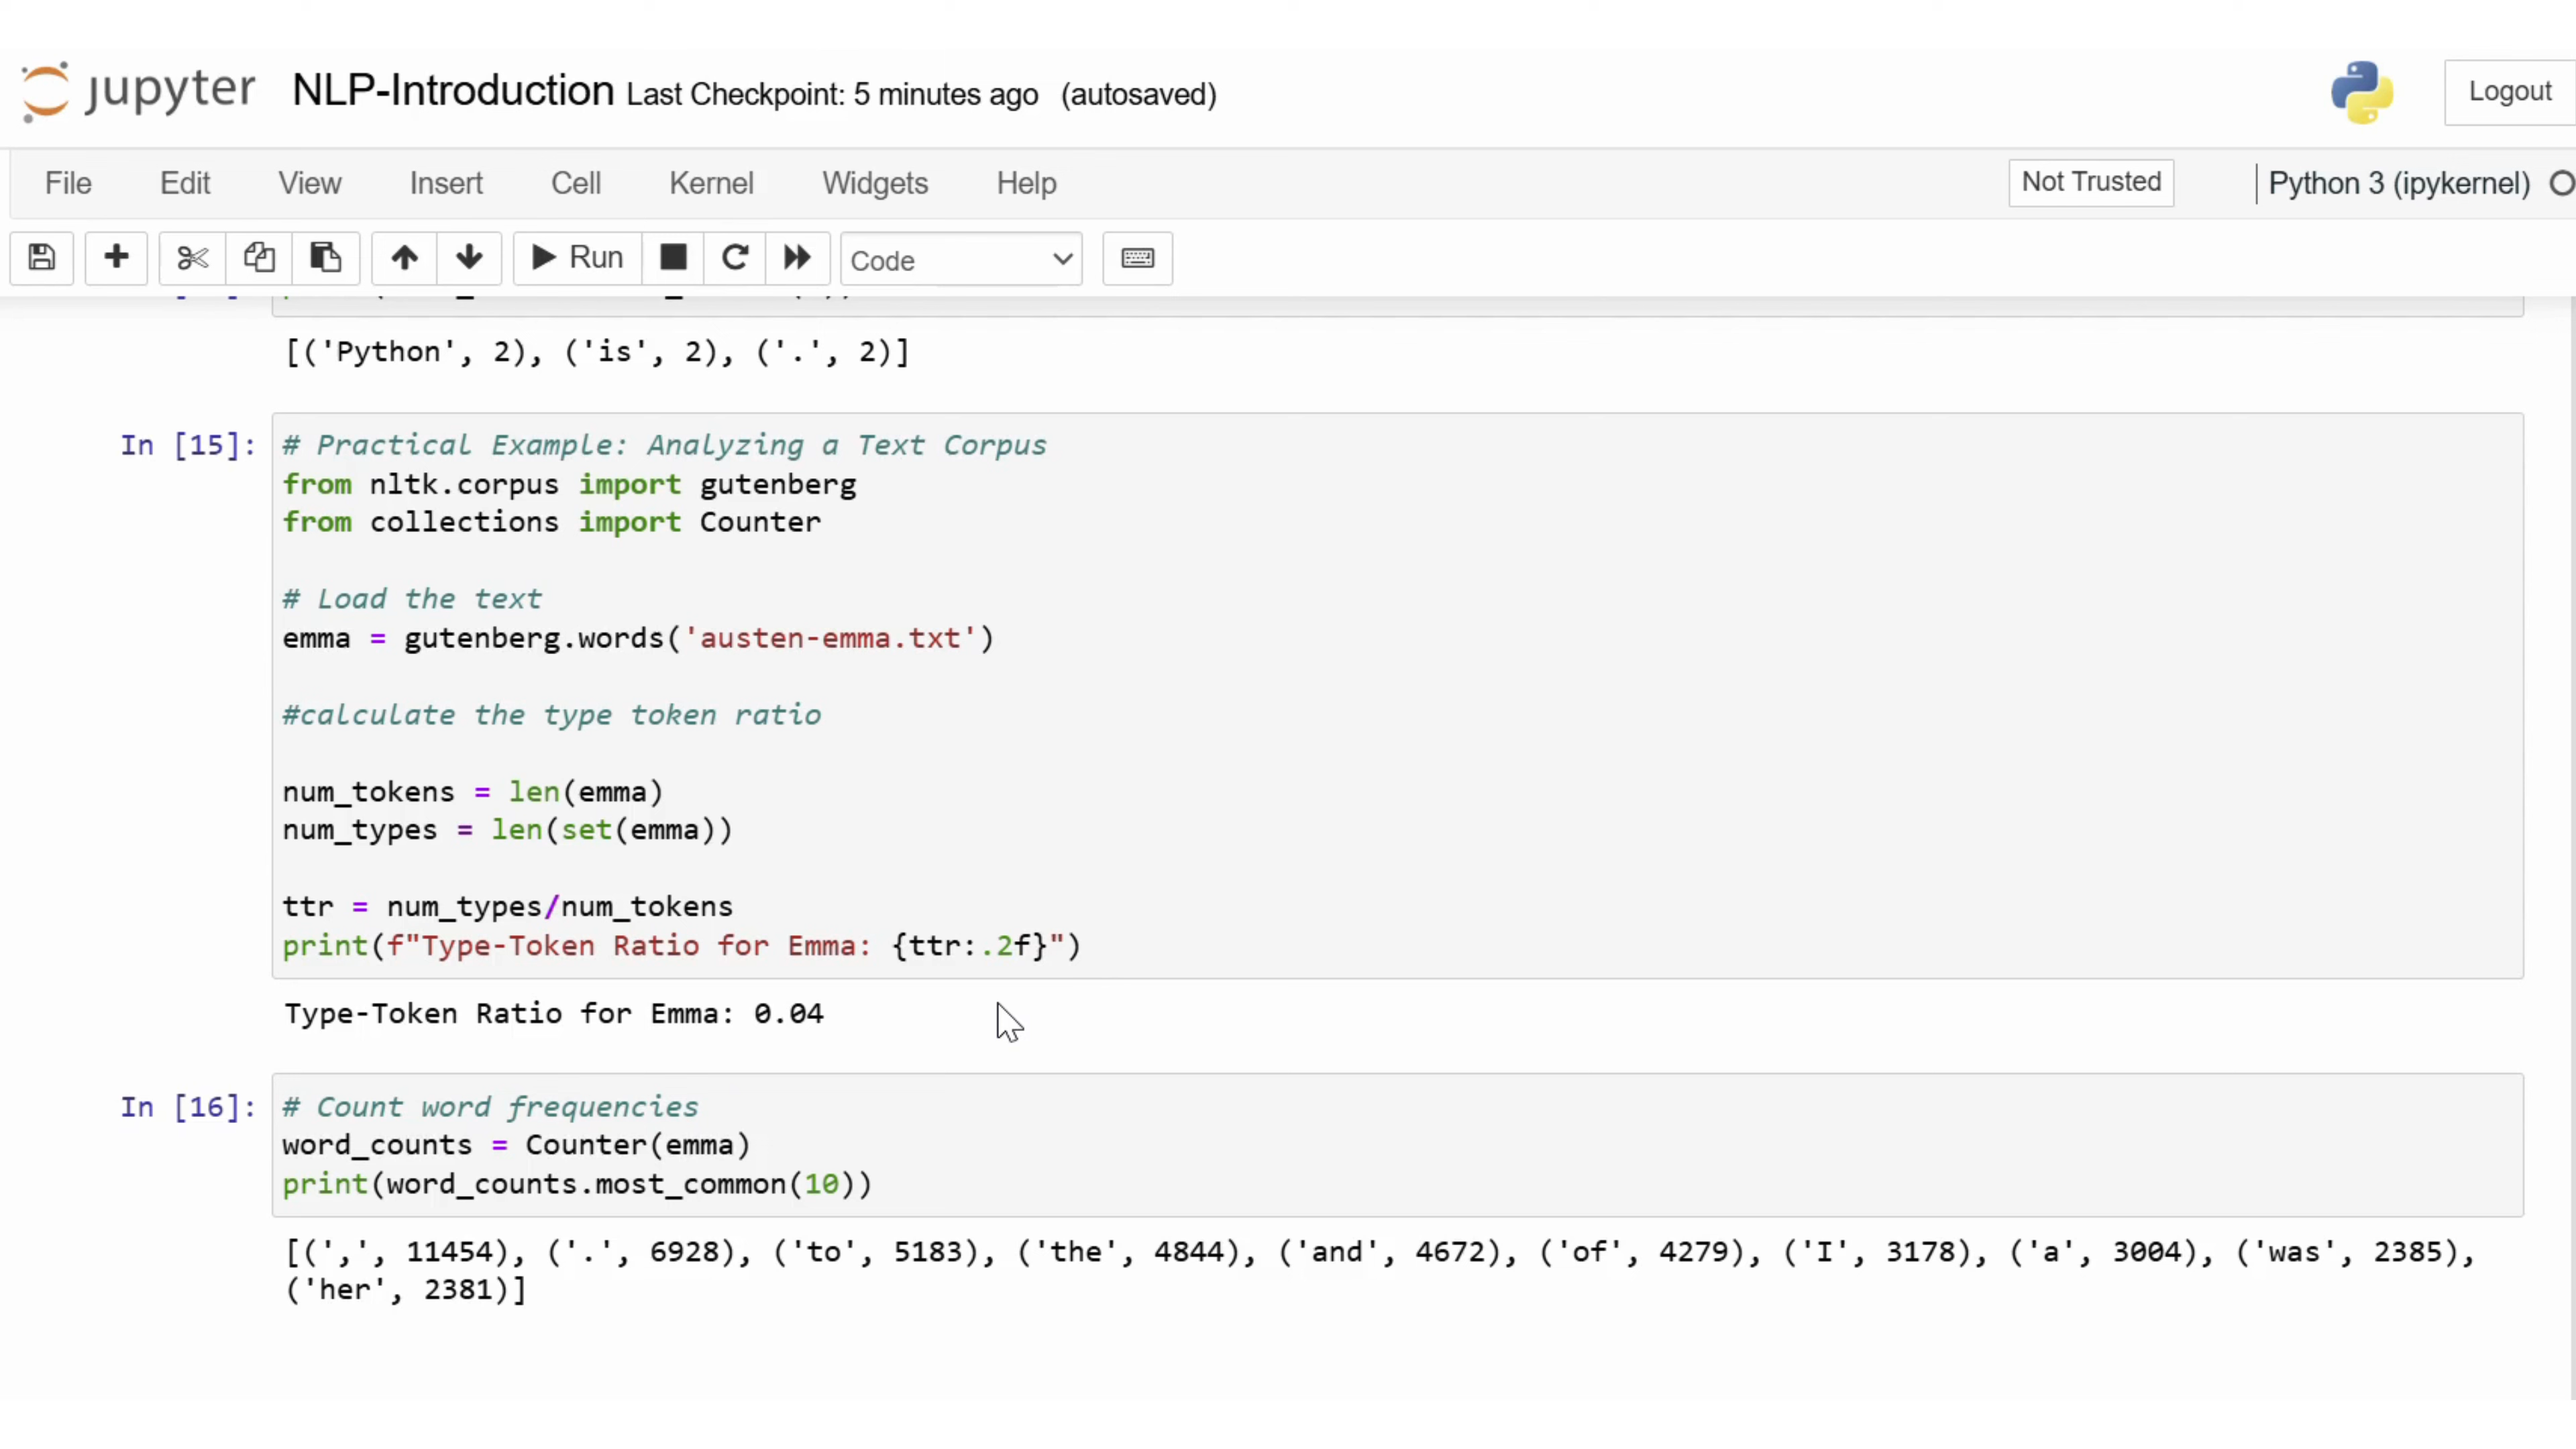 jupyter NLP-Introduction Last Checkpoint: 5 minutes ago (autosaved) Logout
File Edit View Insert Cell Kernel Widgets Help Not Trusted Python 3 (ipykernel)
Run Code
[('Python', 2), ('is', 2), ('.', 2)]
In [15]: # Practical Example: Analyzing a Text Corpus
from nltk.corpus import gutenberg
from collections import Counter
# Load the text
emma = gutenberg.words('austen-emma.txt')
#calculate the type token ratio
num_tokens = len(emma)
num_types = len(set(emma))
ttr = num_types/num_tokens
print(f"Type-Token Ratio for Emma: {ttr:.2f}")
Type-Token Ratio for Emma: 0.04
In [16]: # Count word frequencies
word_counts = Counter(emma)
print(word_counts.most_common(10))
[(',', 11454), ('.', 6928), ('to', 5183), ('the', 4844), ('and', 4672), ('of', 4279), ('I', 3178), ('a', 3004), ('was', 2385),
('her', 2381)]